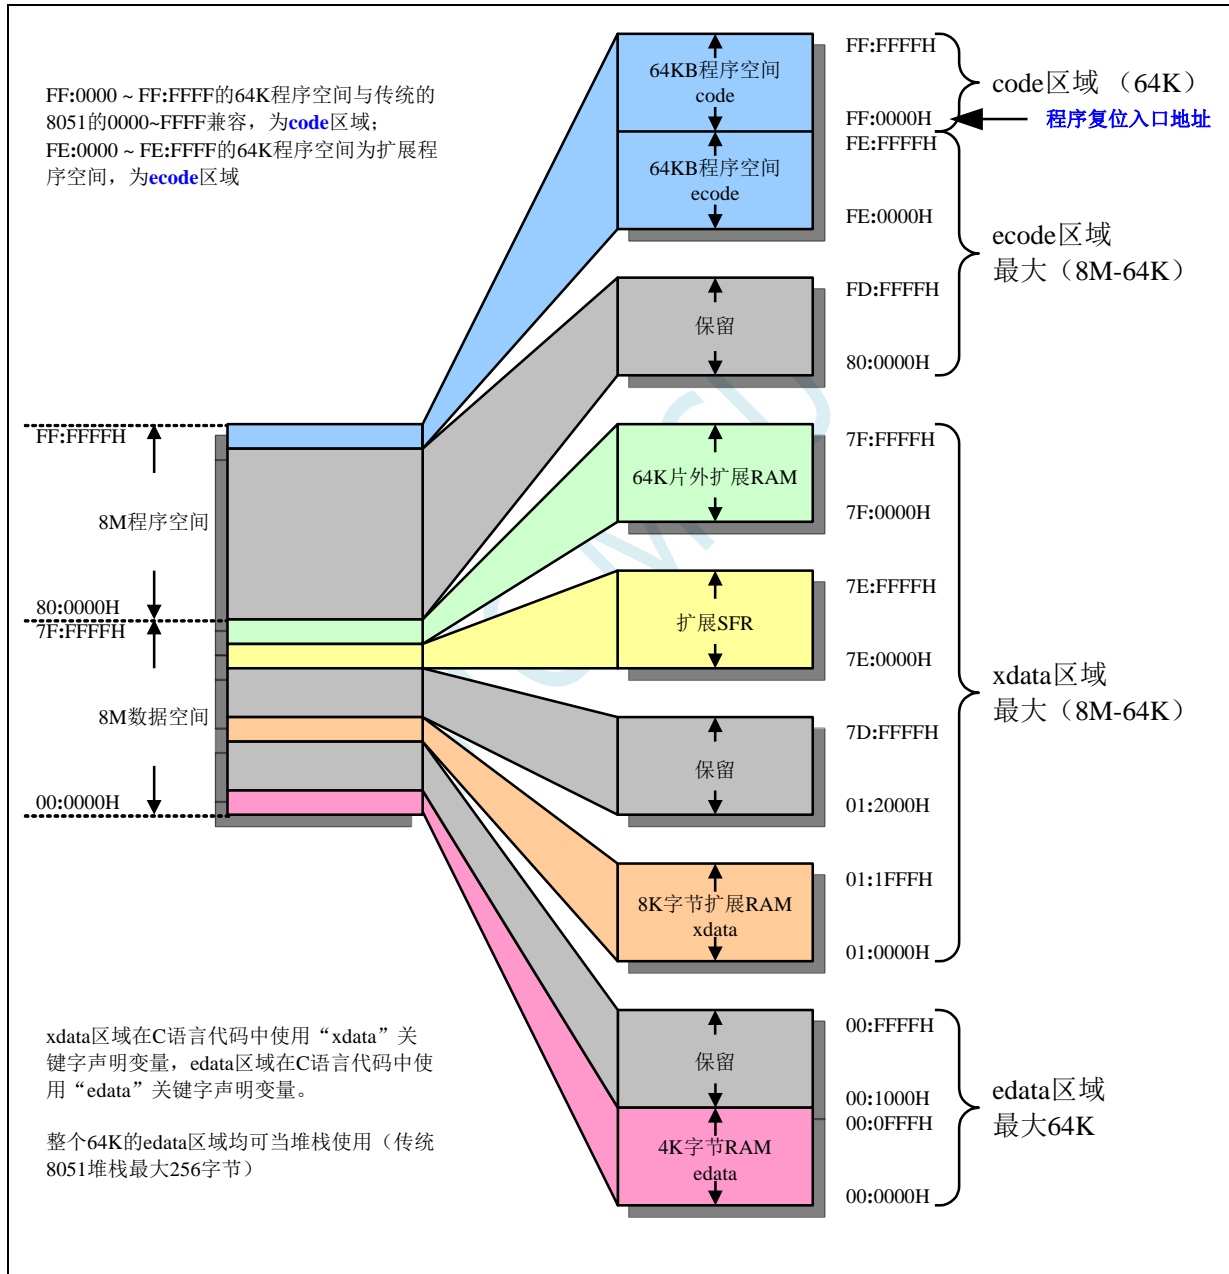 FF:0000 ~ FF:FFFF的64K程序空间与传统的
8051的0000~FFFF兼容，为code区域；
FE:0000 ~ FE:FFFF的64K程序空间为扩展程
序空间，为ecode区域
64KB程序空间
code
64KB程序空间
ecode
FF:FFFFH
FF:0000H
FE:FFFFH
FE:0000H
code区域 （64K）
程序复位入口地址
ecode区域
最大（8M-64K）
保留
FD:FFFFH
80:0000H
FF:FFFFH
8M程序空间
80:0000H
7F:FFFFH
8M数据空间
00:0000H
64K片外扩展RAM
7F:FFFFH
7F:0000H
扩展SFR
7E:FFFFH
7E:0000H
保留
7D:FFFFH
01:2000H
8K字节扩展RAM
xdata
01:1FFFH
01:0000H
xdata区域
最大（8M-64K）
保留
00:FFFFH
00:1000H
4K字节RAM
edata
00:0FFFH
00:0000H
edata区域
最大64K
xdata区域在C语言代码中使用“xdata”关
键字声明变量，edata区域在C语言代码中使
用“edata”关键字声明变量。
整个64K的edata区域均可当堆栈使用（传统
8051堆栈最大256字节）